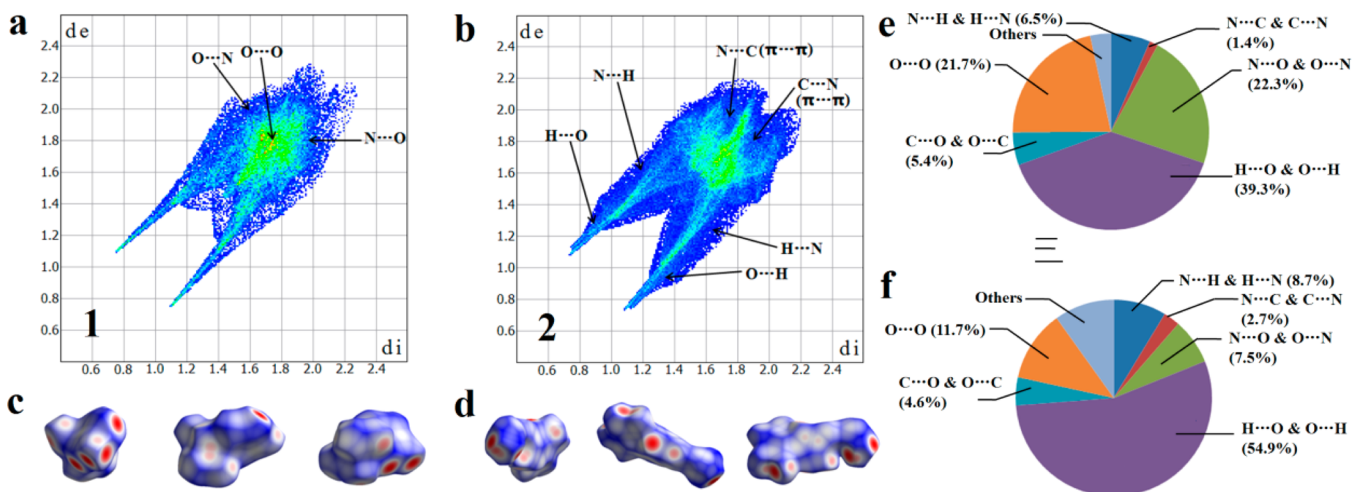 a
de
2.4
2.2
2.0
1.8
1.6
1.4
1.2
1.0
0.8
0.6
O···N
O···O
N···O
1
di
0.6 0.8 1.0 1.2 1.4 1.6 1.8 2.0 2.2 2.4
b
de
2.4
2.2
2.0
1.8
1.6
1.4
1.2
1.0
0.8
0.6
N···C(π···π)
N···H
C···N
(π···π)
H···O
H···N
O···H
2
di
0.6 0.8 1.0 1.2 1.4 1.6 1.8 2.0 2.2 2.4
c
d
e
N···H & H···N (6.5%)
Others
N···C & C···N
(1.4%)
O···O (21.7%)
N···O & O···N
(22.3%)
C···O & O···C
(5.4%)
H···O & O···H
(39.3%)
三
f
N···H & H···N (8.7%)
Others
N···C & C···N
(2.7%)
O···O (11.7%)
N···O & O···N
(7.5%)
C···O & O···C
(4.6%)
H···O & O···H
(54.9%)